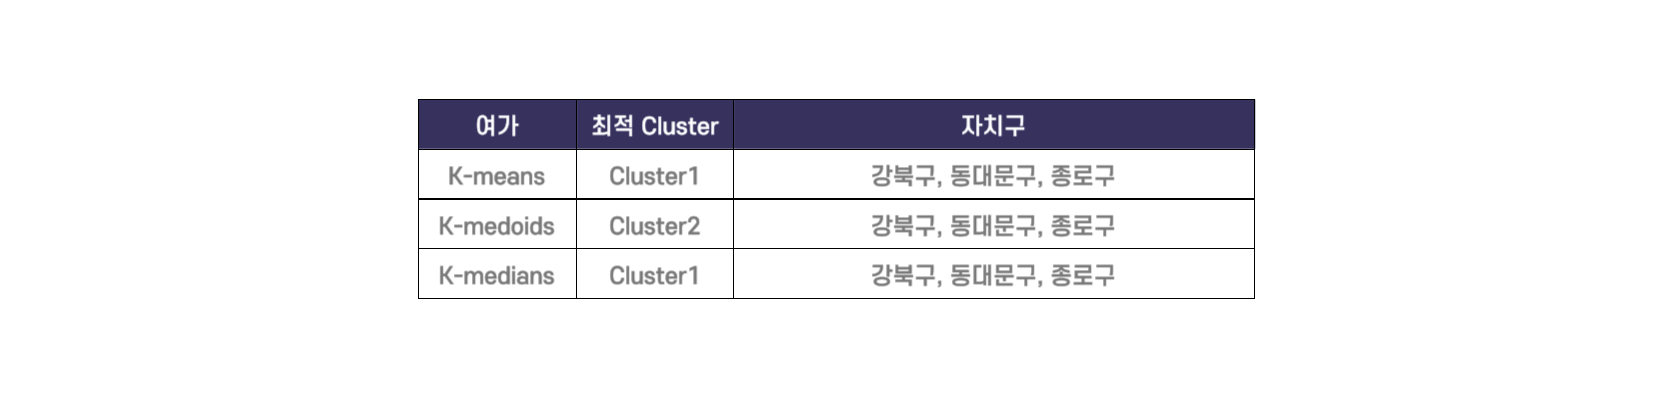 여가 최적 Cluster 자치구
K-means Cluster1 강북구, 동대문구, 종로구
K-medoids Cluster2 강북구, 동대문구, 종로구
K-medians Cluster1 강북구, 동대문구, 종로구